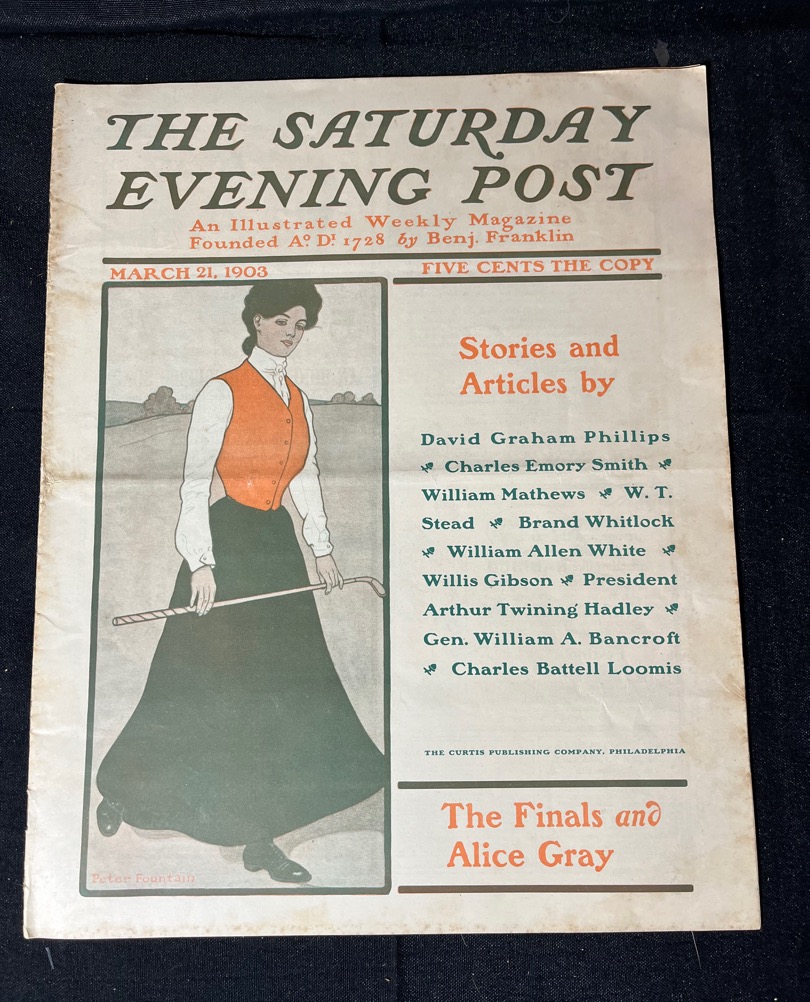 THE SATURDAY
EVENING POST
An Illustrated Weekly Magazine
Founded Aº Dⁱ 1728 by Benj. Franklin
MARCH 21, 1903
FIVE CENTS THE COPY
Stories and
Articles by
David Graham Phillips
Charles Emory Smith
William Mathews W. T.
Stead Brand Whitlock
William Allen White
Willis Gibson President
Arthur Twining Hadley
Gen. William A. Bancroft
Charles Battell Loomis
THE CURTIS PUBLISHING COMPANY, PHILADELPHIA
The Finals and
Alice Gray
Peter Fountain